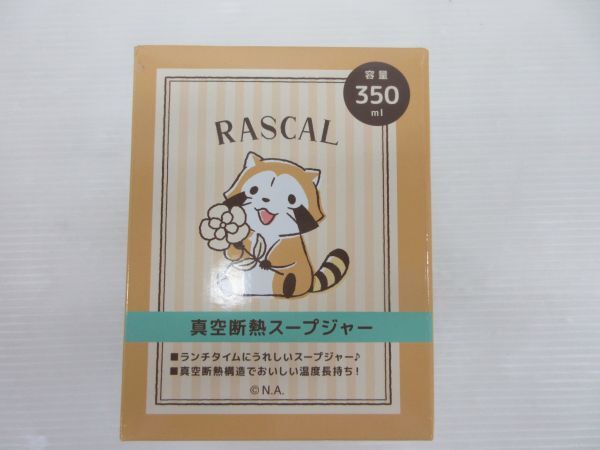 容量
350
ml
RASCAL
真空断熱スープジャー
■ランチタイムにうれしいスープジャー♪
■真空断熱構造でおいしい温度長持ち!
©N.A.